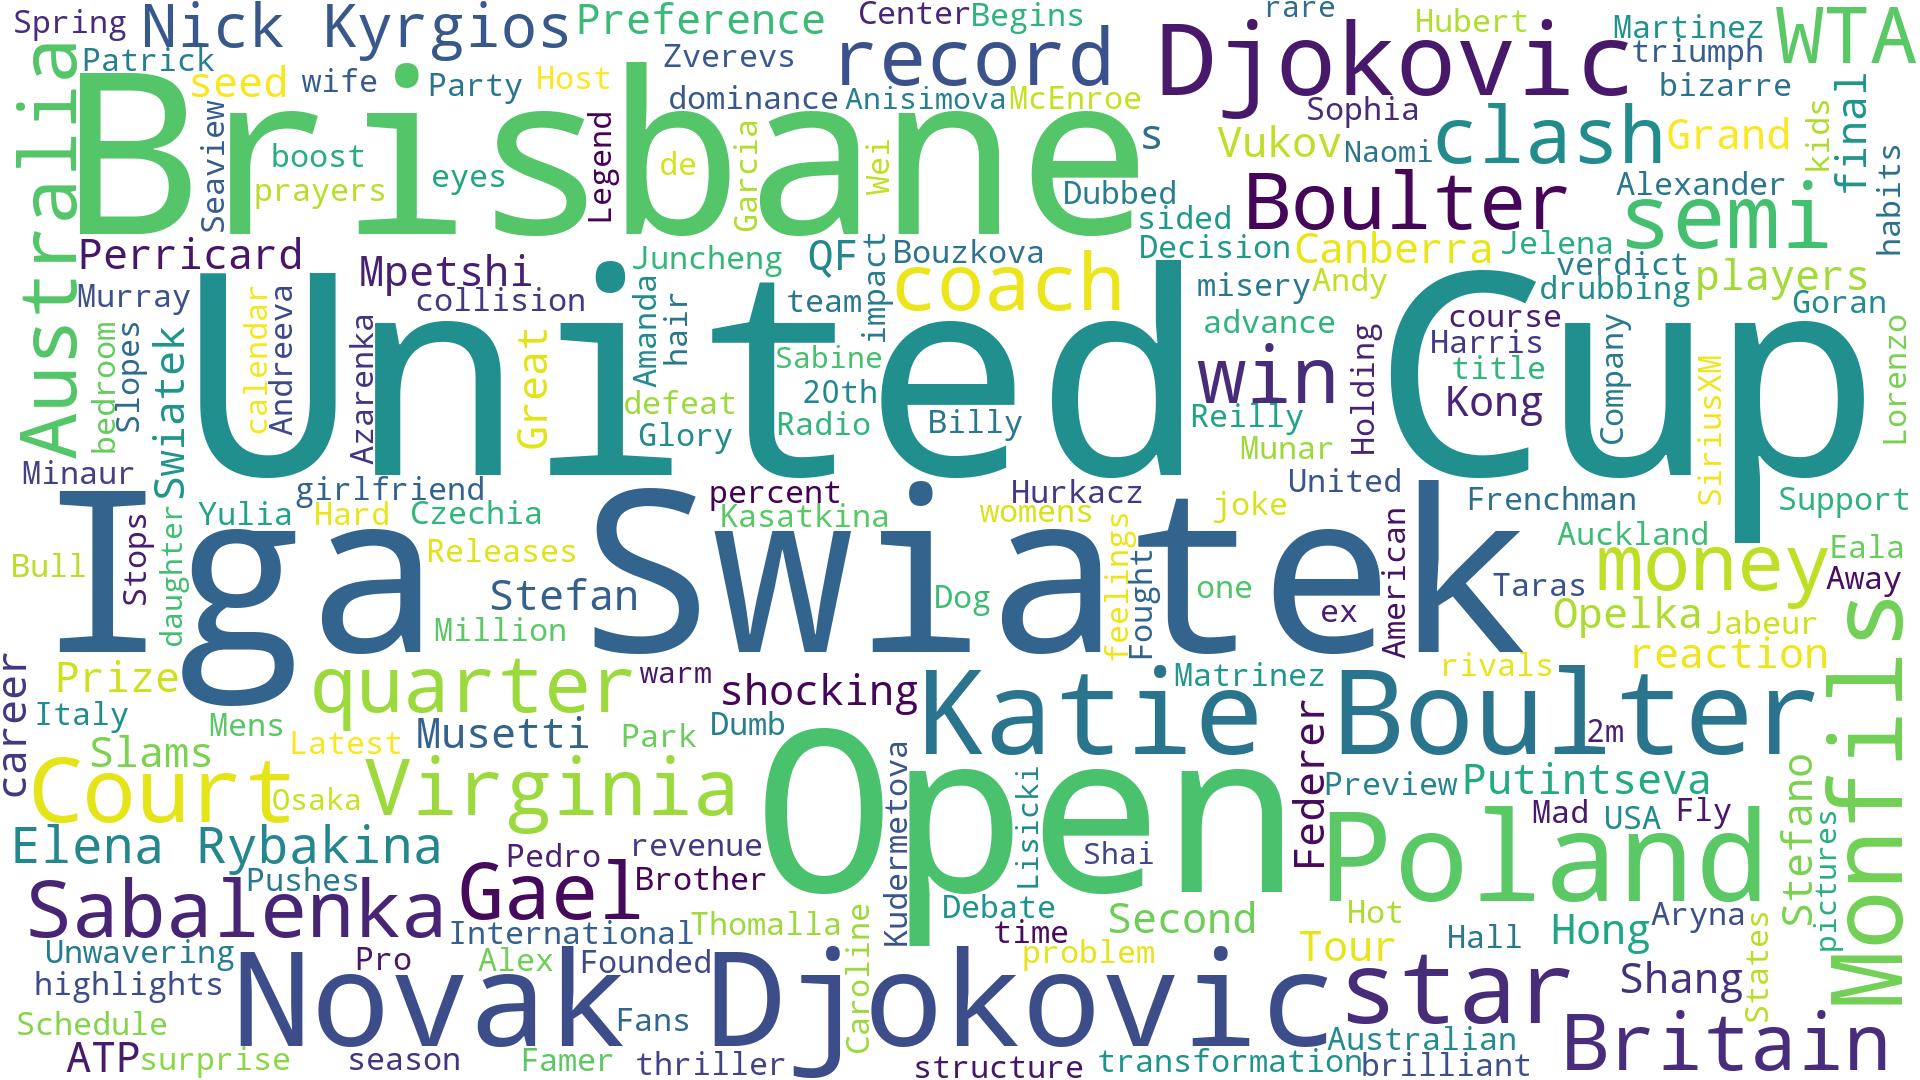 Spring
Nick Kyrgios
Preference
Center
Begins
rare
Hubert
Martinez
WTA
Patrick
seed
wife
Party
Host
Zverevs
record
Djokovic
triumph
bizarre
Australia
Brisbane
dominance
Anisimova
McEnroe
Sophia
clash
Grand
kids
final
Seaview
boost
prayers
eyes
Legend
de
Garcia
Wei
s
Vukov
Naomi
habits
Dubbed
Boulter
Alexander
semi
sided
Perricard
Mpetshi
Juncheng
QF
impact
Bouzkova
Decision
Canberra
Jelena
verdict
players
Murray
collision
Amanda
hair
team
coach
misery
Andy
drubbing
Goran
United Cup
bedroom
Slopes
Swiatek
calendar
Andreeva
Azarenka
Great
Sabine
advance
course
Harris
title
win
Holding
Kong
Company
SiriusXM
Lorenzo
defeat
20th
Glory
Radio
Billy
Reilly
Munar
Minaur
girlfriend
percent
Hurkacz
United
Frenchman
Support
Yulia
Hard
Czechia
Kasatkina
womens
joke
Auckland
Iga Swiatek
Bull
Stops
daughter
Releases
feelings
Fought
American
money
Eala
Away
Stefan
Dog
one
ex
Taras
Opelka
Jabeur
Million
reaction
Monfils
career
Prize
quarter
warm
shocking
Katie Boulter
Matrinez
rivals
Italy
Mens
Musetti
Park
Dumb
2m
Slams
Latest
Open
Federer
Court
Osaka
Virginia
Kudermetova
Lisicki
Preview
Putintseva
Stefano
Mad
USA
Fly
pictures
Elena Rybakina
Pedro
revenue
Shai
Poland
Pushes
Gael
Brother
Sabalenka
Debate
Second
Hot
Aryna
International
Thomalla
Caroline
time
Hall
Hong
Unwavering
Pro
Alex
Founded
problem
Tour
States
highlights
Novak Djokovic
star
Shang
Schedule
Fans
Australian
Britain
ATP
surprise
season
Famer
thriller
structure
transformation
brilliant